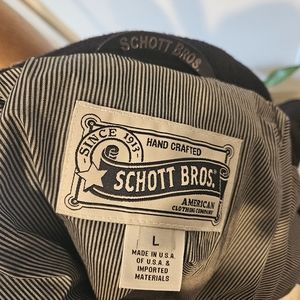 SCHOTT BROS.
HAND CRAFTED
SINCE 1913
SCHOTT BROS.
AMERICAN
CLOTHING COMPANY
L
MADE IN U.S.A.
OF U.S.A. &
IMPORTED
MATERIALS